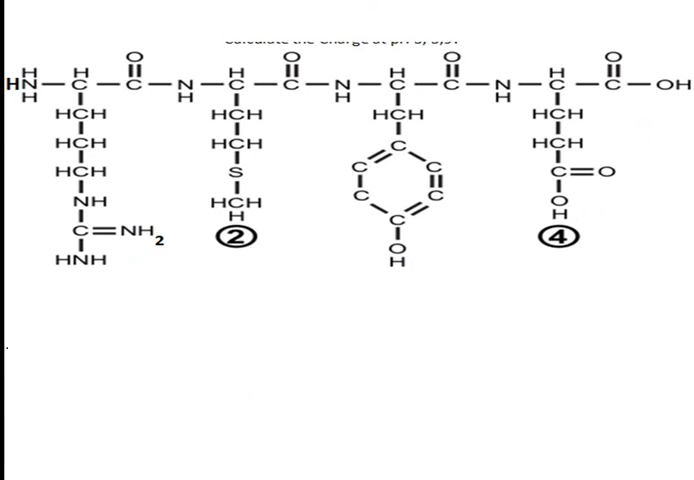 H O H O H O H O
HN—C—C—N—C—C—N—C—C—N—C—C—OH
H H H H
HCH HCH HCH HCH
HCH HCH C HCH
HCH S C C C=O
NH HCH C C O
H C H
C=NH2 ② O ④
HNH H